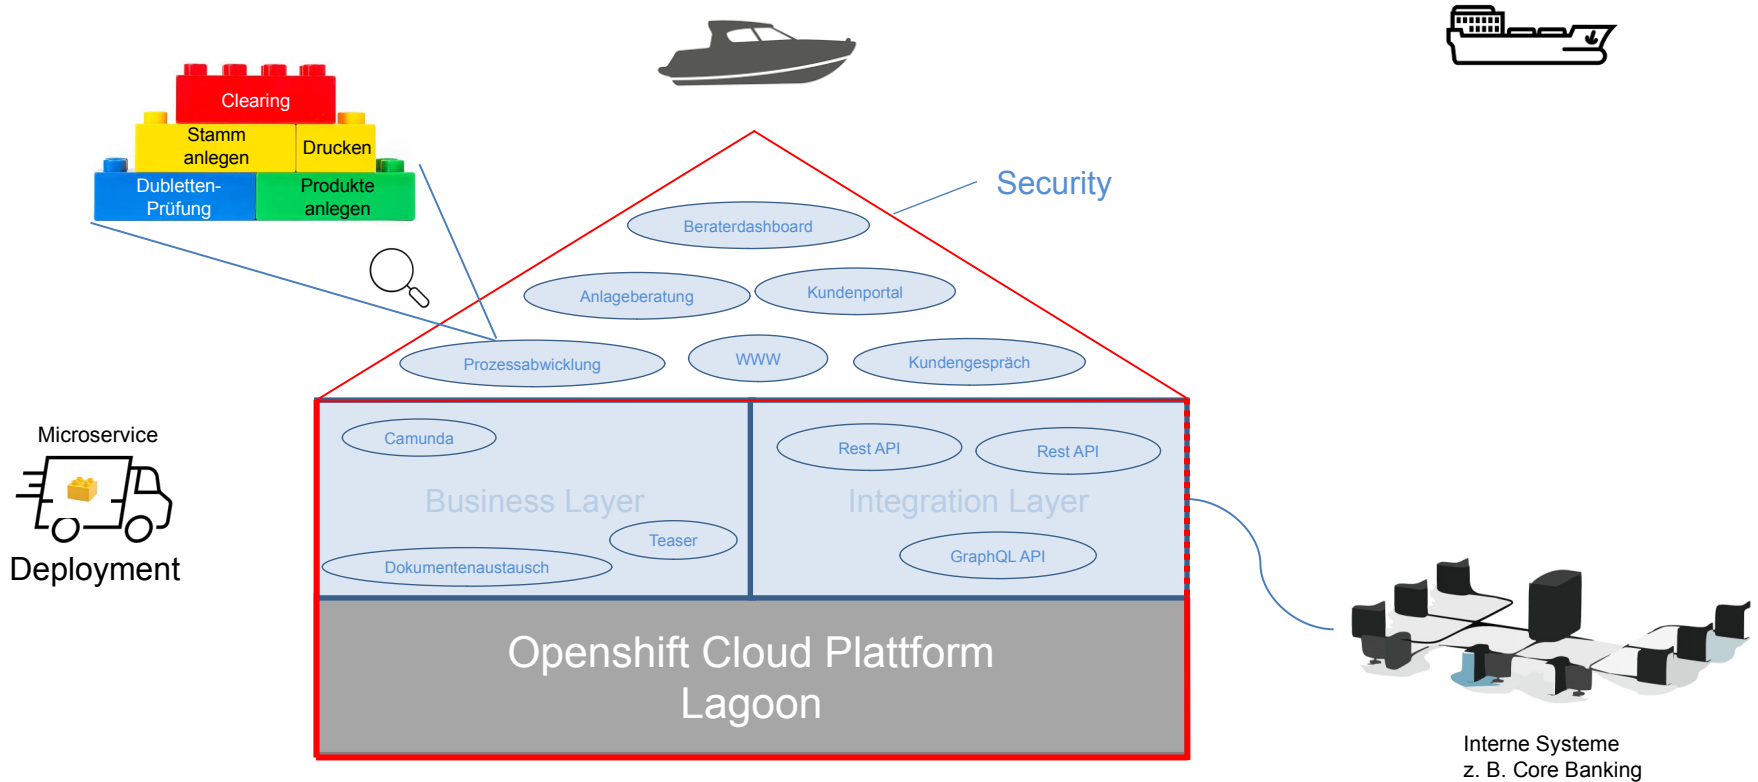 Clearing
Stamm
anlegen
Drucken
Dubletten-
Prüfung
Produkte
anlegen
Security
Beraterdashboard
Anlageberatung
Kundenportal
Prozessabwicklung
WWW
Kundengespräch
Microservice
Deployment
Camunda
Business Layer
Teaser
Dokumentenaustausch
Rest API
Rest API
Integration Layer
GraphQL API
Openshift Cloud Plattform
Lagoon
Interne Systeme
z. B. Core Banking